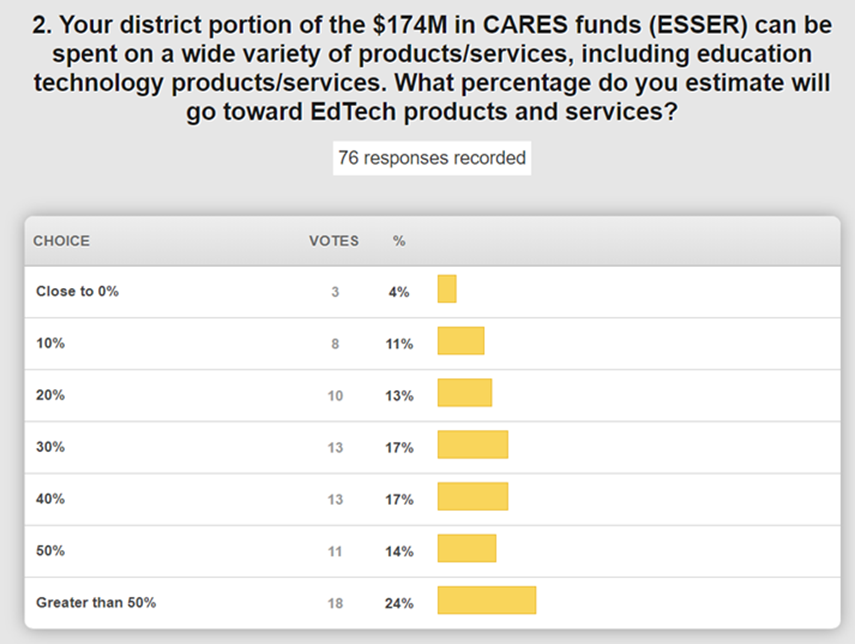 2. Your district portion of the $174M in CARES funds (ESSER) can be
spent on a wide variety of products/services, including education
technology products/services. What percentage do you estimate will
go toward EdTech products and services?
76 responses recorded
CHOICE VOTES %
Close to 0% 3 4%
10% 8 11%
20% 10 13%
30% 13 17%
40% 13 17%
50% 11 14%
Greater than 50% 18 24%